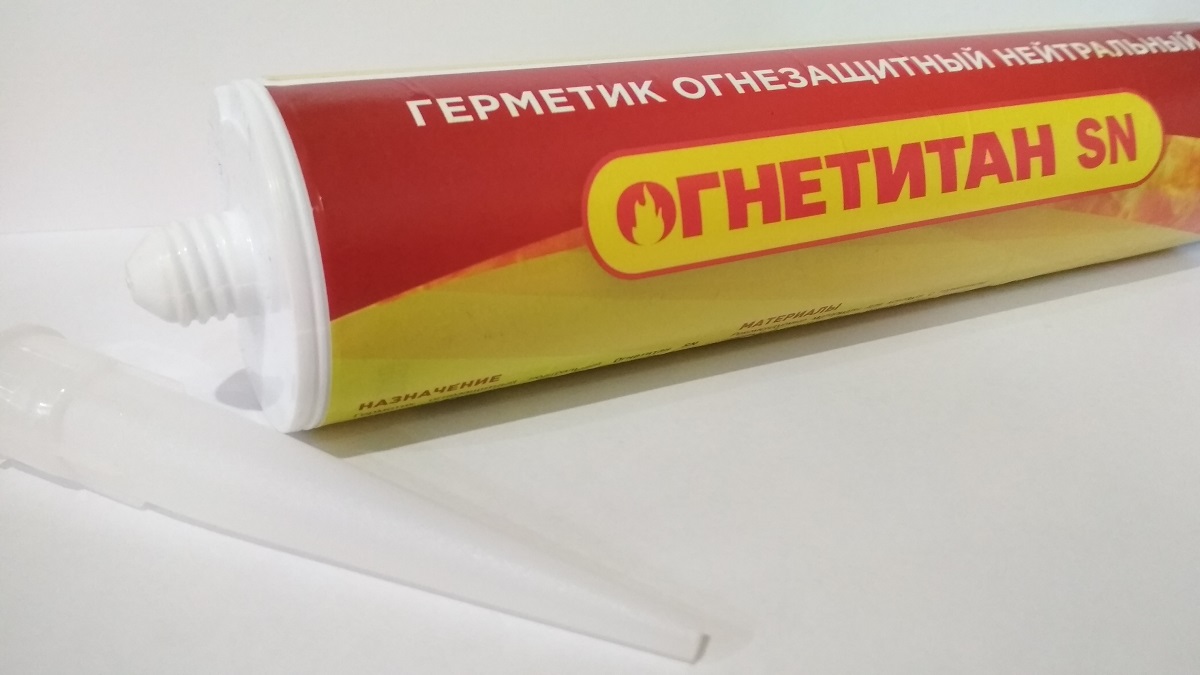 ГЕРМЕТИК ОГНЕЗАЩИТНЫЙ НЕЙТРАЛЬНЫЙ
ОГНЕТИТАН SN
НАЗНАЧЕНИЕ
МАТЕРИАЛЫ